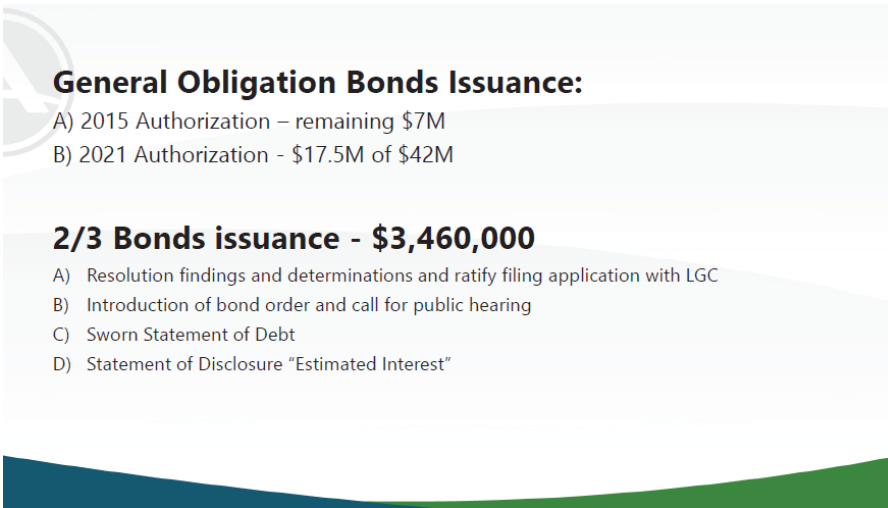 General Obligation Bonds Issuance:
A) 2015 Authorization – remaining $7M
B) 2021 Authorization - $17.5M of $42M
2/3 Bonds issuance - $3,460,000
A) Resolution findings and determinations and ratify filing application with LGC
B) Introduction of bond order and call for public hearing
C) Sworn Statement of Debt
D) Statement of Disclosure “Estimated Interest”